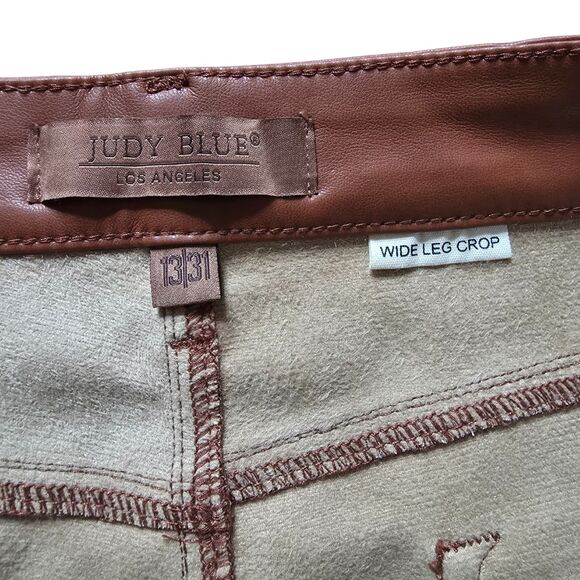 JUDY BLUE®
LOS ANGELES
13|31
WIDE LEG CROP